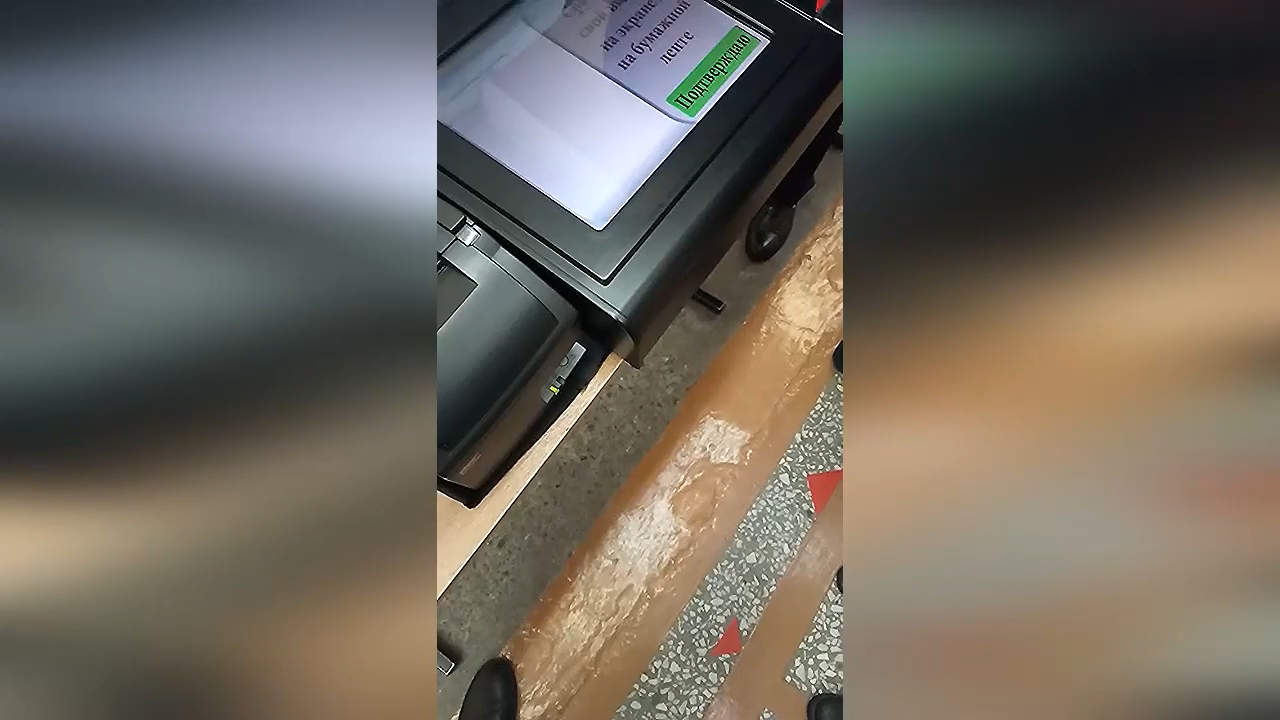 на экране
на бумажной
ленте
Подтверждаю